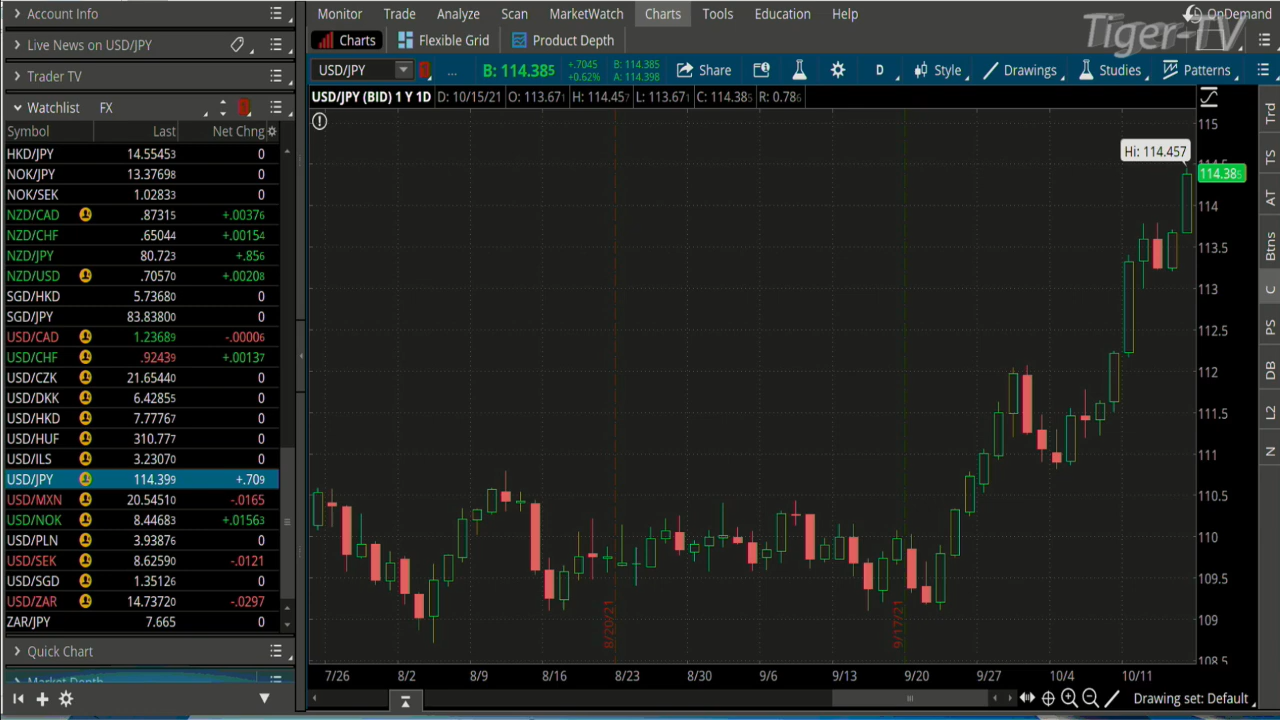 Account Info
Live News on USD/JPY
Trader TV
Watchlist FX
Symbol Last Net Chng
HKD/JPY 14.55453 0
NOK/JPY 13.37698 0
NOK/SEK 1.02833 0
NZD/CAD .87315 +.00376
NZD/CHF .65044 +.00154
NZD/JPY 80.723 +.856
NZD/USD .70570 +.00208
SGD/HKD 5.73680 0
SGD/JPY 83.83800 0
USD/CAD 1.23689 -.00006
USD/CHF .92439 +.00137
USD/CZK 21.65440 0
USD/DKK 6.42855 0
USD/HKD 7.77767 0
USD/HUF 310.777 0
USD/ILS 3.23070 0
USD/JPY 114.399 +.709
USD/MXN 20.54510 -.0165
USD/NOK 8.44683 +.01563
USD/PLN 3.93876 0
USD/SEK 8.62590 -.0121
USD/SGD 1.35126 0
USD/ZAR 14.73720 -.0297
ZAR/JPY 7.665 0
Quick Chart
Market Depth
Monitor Trade Analyze Scan MarketWatch Charts Tools Education Help
OnDemand
Tiger-TV
Charts Flexible Grid Product Depth
USD/JPY ... B: 114.385 +.7045 B: 114.385 Share D Style Drawings Studies Patterns
+0.62% A: 114.398
USD/JPY (BID) 1 Y 1D D: 10/15/21 O: 113.671 H: 114.457 L: 113.671 C: 114.385 R: 0.786
Hi: 114.457
115
114.5
114.385
114
113.5
113
112.5
112
111.5
111
110.5
110
109.5
109
108.5
8/20/21
9/17/21
7/26 8/2 8/9 8/16 8/23 8/30 9/6 9/13 9/20 9/27 10/4 10/11
Drawing set: Default
Trd
TS
AT
Btns
C
PS
DB
L2
N